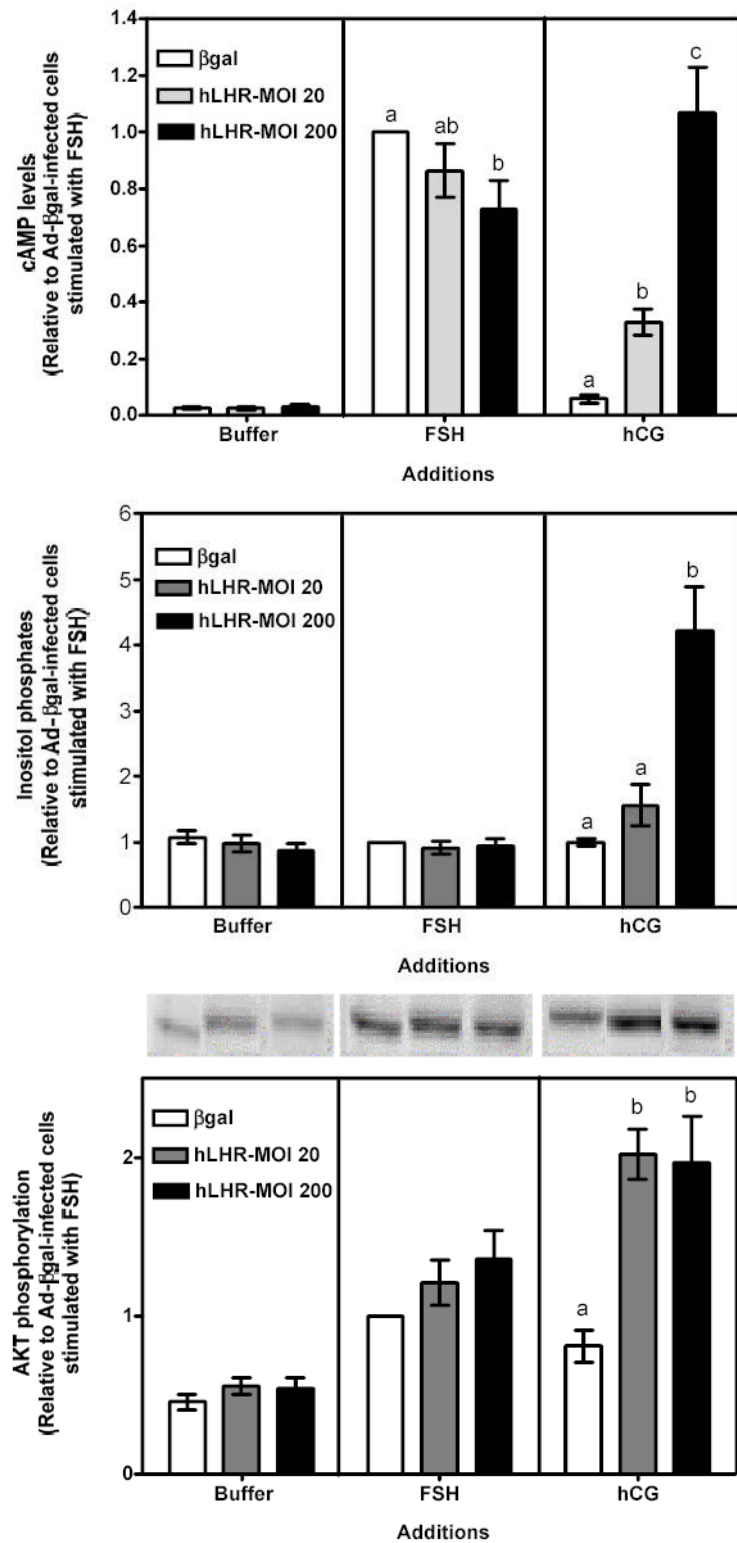 cAMP levels
(Relative to Ad-βgal-infected cells
stimulated with FSH)
1.4
1.2
1.0
0.8
0.6
0.4
0.2
0.0
βgal
hLHR-MOI 20
hLHR-MOI 200
a
ab
b
a
b
c
Buffer
FSH
hCG
Additions
Inositol phosphates
(Relative to Ad-βgal-infected cells
stimulated with FSH)
6
5
4
3
2
1
0
βgal
hLHR-MOI 20
hLHR-MOI 200
a
a
b
Buffer
FSH
hCG
Additions
AKT phosphorylation
(Relative to Ad-βgal-infected cells
stimulated with FSH)
2
1
0
βgal
hLHR-MOI 20
hLHR-MOI 200
a
b
b
Buffer
FSH
hCG
Additions